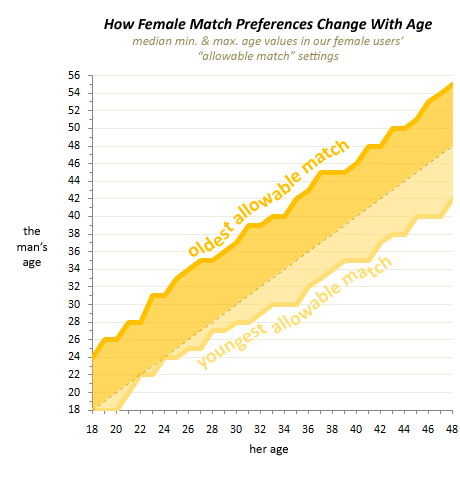 How Female Match Preferences Change With Age
median min. & max. age values in our female users'
"allowable match" settings
56
54
52
50
48
46
44
42
40
38
36
34
32
30
28
26
24
22
20
18
the
man's
age
oldest allowable match
youngest allowable match
18 20 22 24 26 28 30 32 34 36 38 40 42 44 46 48
her age